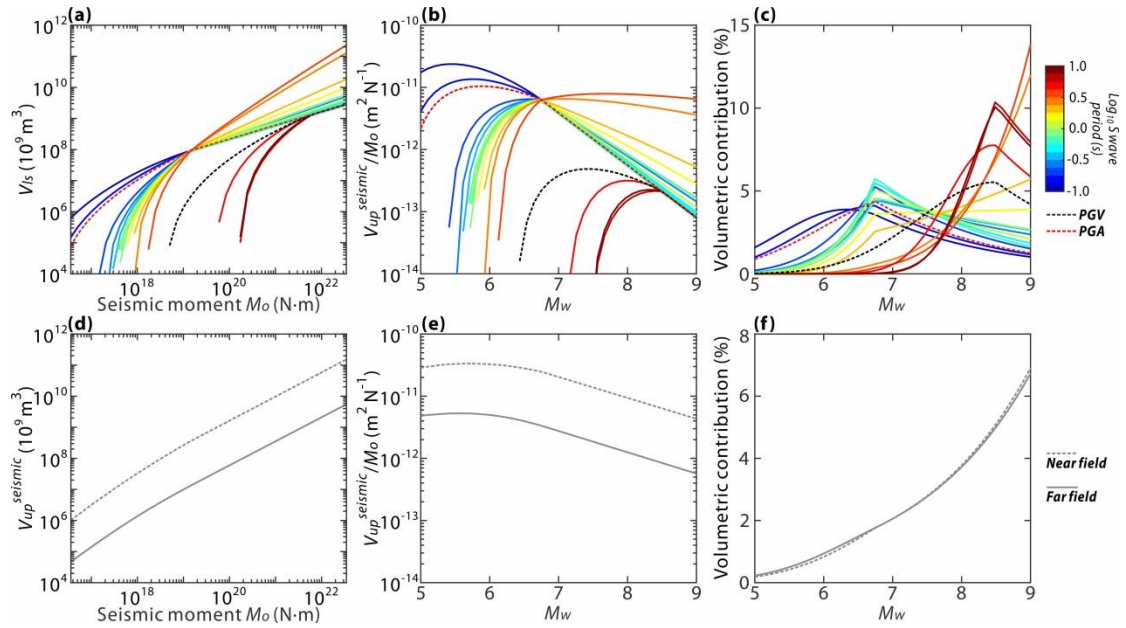 (a)
10^12
10^10
10^8
10^6
10^4
V_ls (10^9 m^3)
10^18
10^20
10^22
Seismic moment M_o (N·m)
(b)
10^-10
10^-11
10^-12
10^-13
10^-14
V_up^seismic/M_o (m^2 N^-1)
5
6
7
8
9
M_W
(c)
15
10
5
0
Volumetric contribution (%)
5
6
7
8
9
M_W
1.0
0.5
0.0
-0.5
-1.0
Log_10 S wave
period (s)
PGV
PGA
(d)
10^12
10^10
10^8
10^6
10^4
V_up^seismic (10^9 m^3)
10^18
10^20
10^22
Seismic moment M_o (N·m)
(e)
10^-10
10^-11
10^-12
10^-13
10^-14
V_up^seismic/M_o (m^2 N^-1)
5
6
7
8
9
M_W
(f)
8
6
4
2
0
Volumetric contribution (%)
5
6
7
8
9
M_W
Near field
Far field